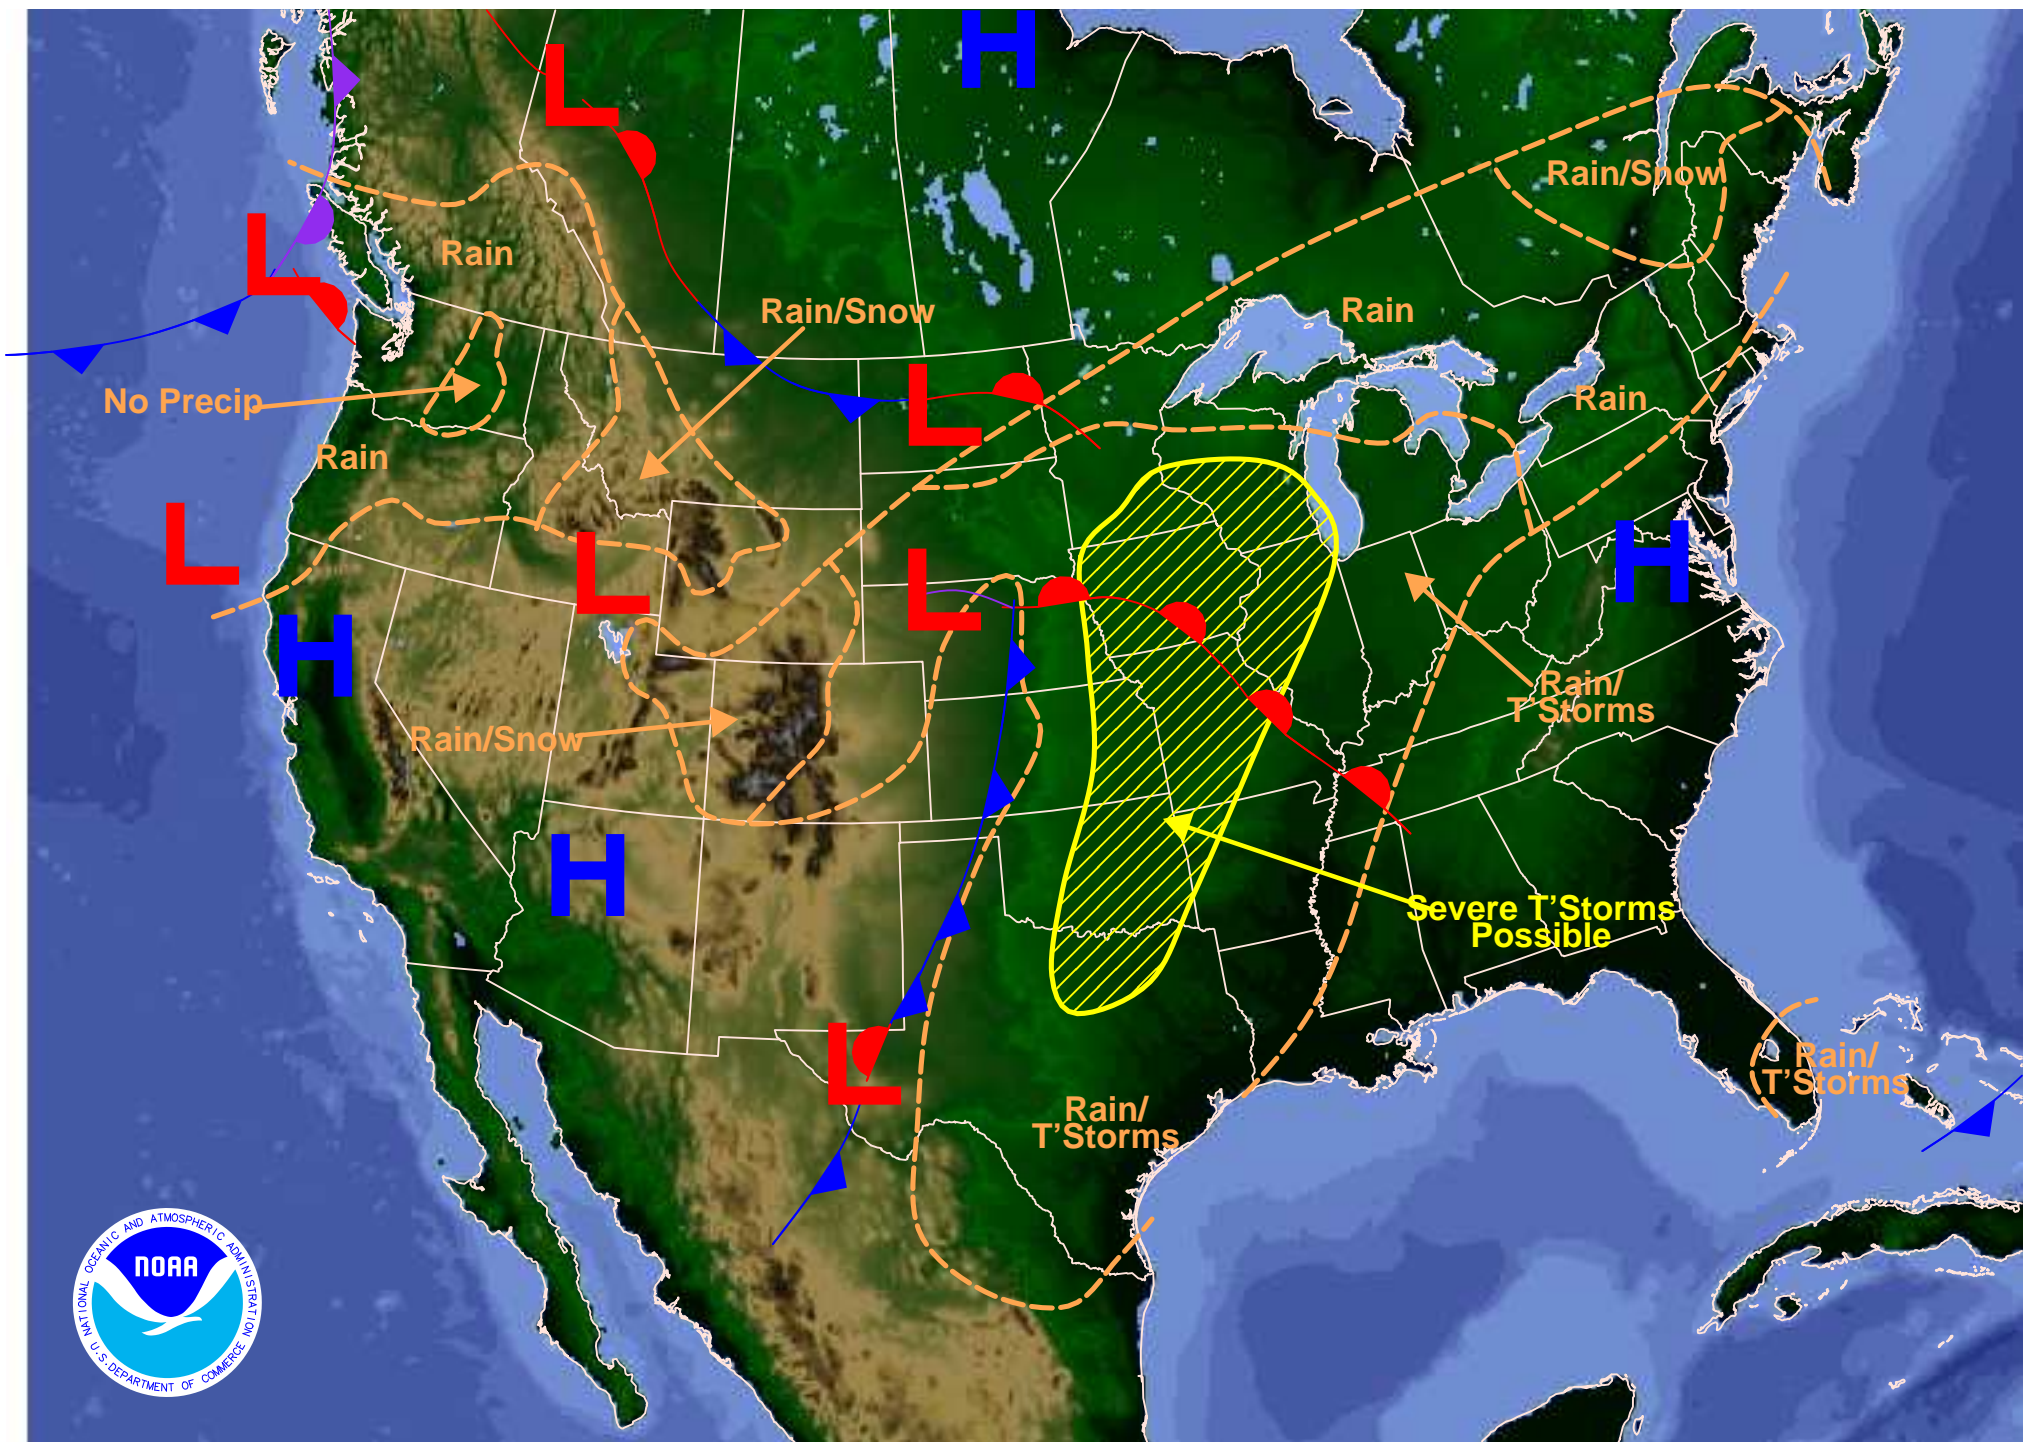 H
L
Rain/Snow
L
Rain
Rain/Snow
Rain
L
No Precip
Rain
Rain
L
L
H
L
L
H
Rain/
T'Storms
Rain/Snow
H
Severe T'Storms
Possible
L
Rain/
T'Storms
Rain/
T'Storms
NATIONAL OCEANIC AND ATMOSPHERIC ADMINISTRATION
NOAA
U.S. DEPARTMENT OF COMMERCE